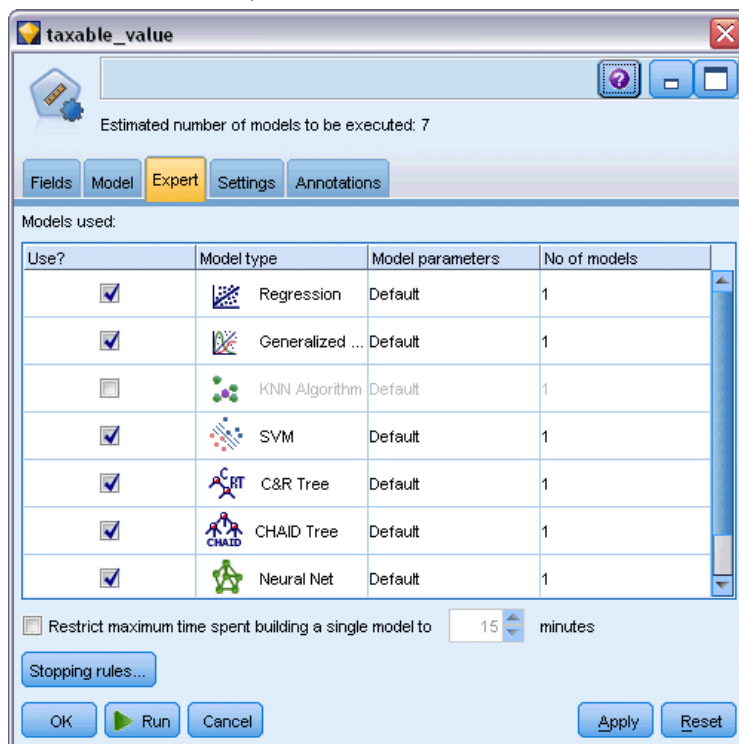 taxable_value
Estimated number of models to be executed: 7
Fields Model Expert Settings Annotations
Models used:
Use? Model type Model parameters No of models
Regression Default 1
Generalized ... Default 1
KNN Algorithm Default 1
SVM Default 1
C&R Tree Default 1
CHAID Tree Default 1
Neural Net Default 1
Restrict maximum time spent building a single model to 15 minutes
Stopping rules...
OK Run Cancel Apply Reset